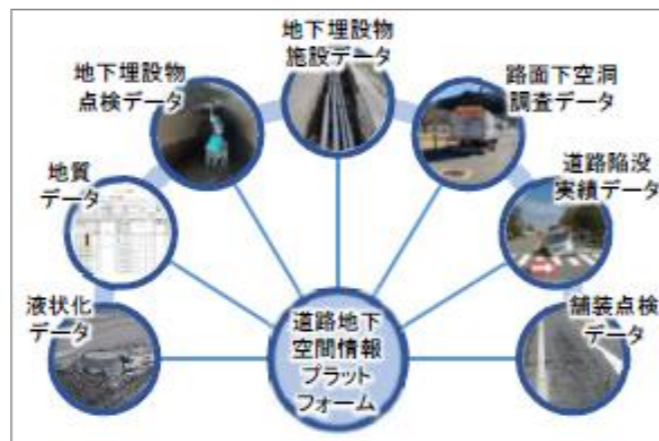 地下埋設物
施設データ
地下埋設物
点検データ
路面下空洞
調査データ
地質
データ
道路陥没
実績データ
液状化
データ
舗装点検
データ
道路地下
空間情報
プラット
フォーム